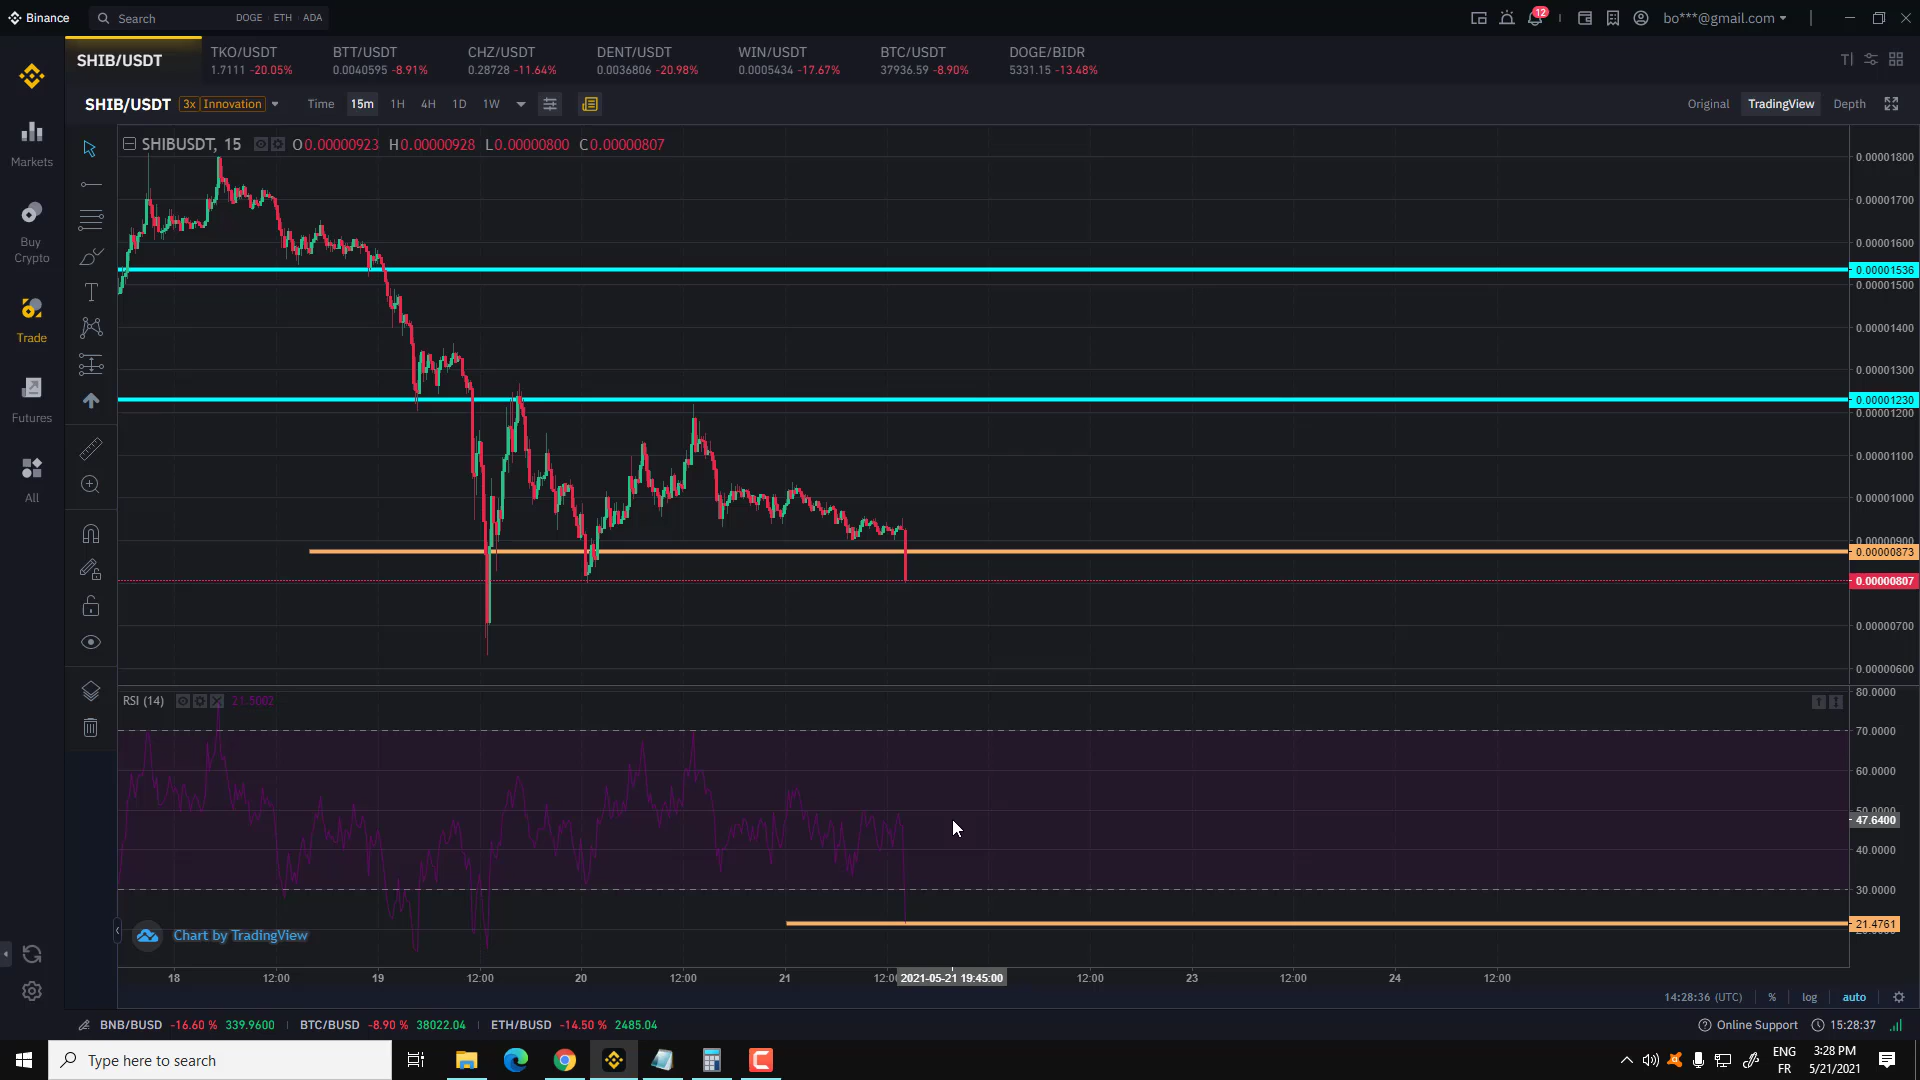 Binance
Search
DOGE ETH ADA
12
bo***@gmail.com
SHIB/USDT
TKO/USDT
1.7111 -20.05%
BTT/USDT
0.0040595 -8.91%
CHZ/USDT
0.28728 -11.64%
DENT/USDT
0.0036806 -20.98%
WIN/USDT
0.0005434 -17.67%
BTC/USDT
37936.59 -8.90%
DOGE/BIDR
5331.15 -13.48%
SHIB/USDT 3x Innovation Time 15m 1H 4H 1D 1W
Original TradingView Depth
SHIBUSDT, 15 O0.00000923 H0.00000928 L0.00000800 C0.00000807
Markets
Buy
Crypto
Trade
Futures
All
0.00001800
0.00001700
0.00001600
0.00001536
0.00001500
0.00001400
0.00001300
0.00001230
0.00001200
0.00001100
0.00001000
0.00000900
0.00000873
0.00000807
0.00000700
0.00000600
RSI (14) 21.5002
80.0000
70.0000
60.0000
50.0000
47.6400
40.0000
30.0000
21.4761
Chart by TradingView
18 12:00 19 12:00 20 12:00 21 2021-05-21 19:45:00 12:00 23 12:00 24 12:00
14:28:36 (UTC) % log auto
BNB/BUSD -16.60 % 339.9600 BTC/BUSD -8.90 % 38022.04 ETH/BUSD -14.50 % 2485.04
Online Support 15:28:37
Type here to search
ENG
FR
3:28 PM
5/21/2021